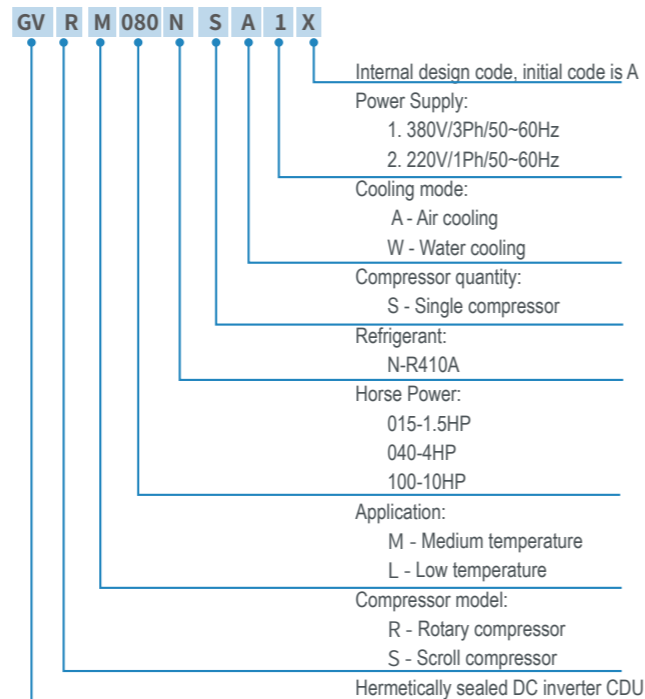 GV R M 080 N S A 1 X
Internal design code, initial code is A
Power Supply:
1. 380V/3Ph/50~60Hz
2. 220V/1Ph/50~60Hz
Cooling mode:
A - Air cooling
W - Water cooling
Compressor quantity:
S - Single compressor
Refrigerant:
N-R410A
Horse Power:
015-1.5HP
040-4HP
100-10HP
Application:
M - Medium temperature
L - Low temperature
Compressor model:
R - Rotary compressor
S - Scroll compressor
Hermetically sealed DC inverter CDU